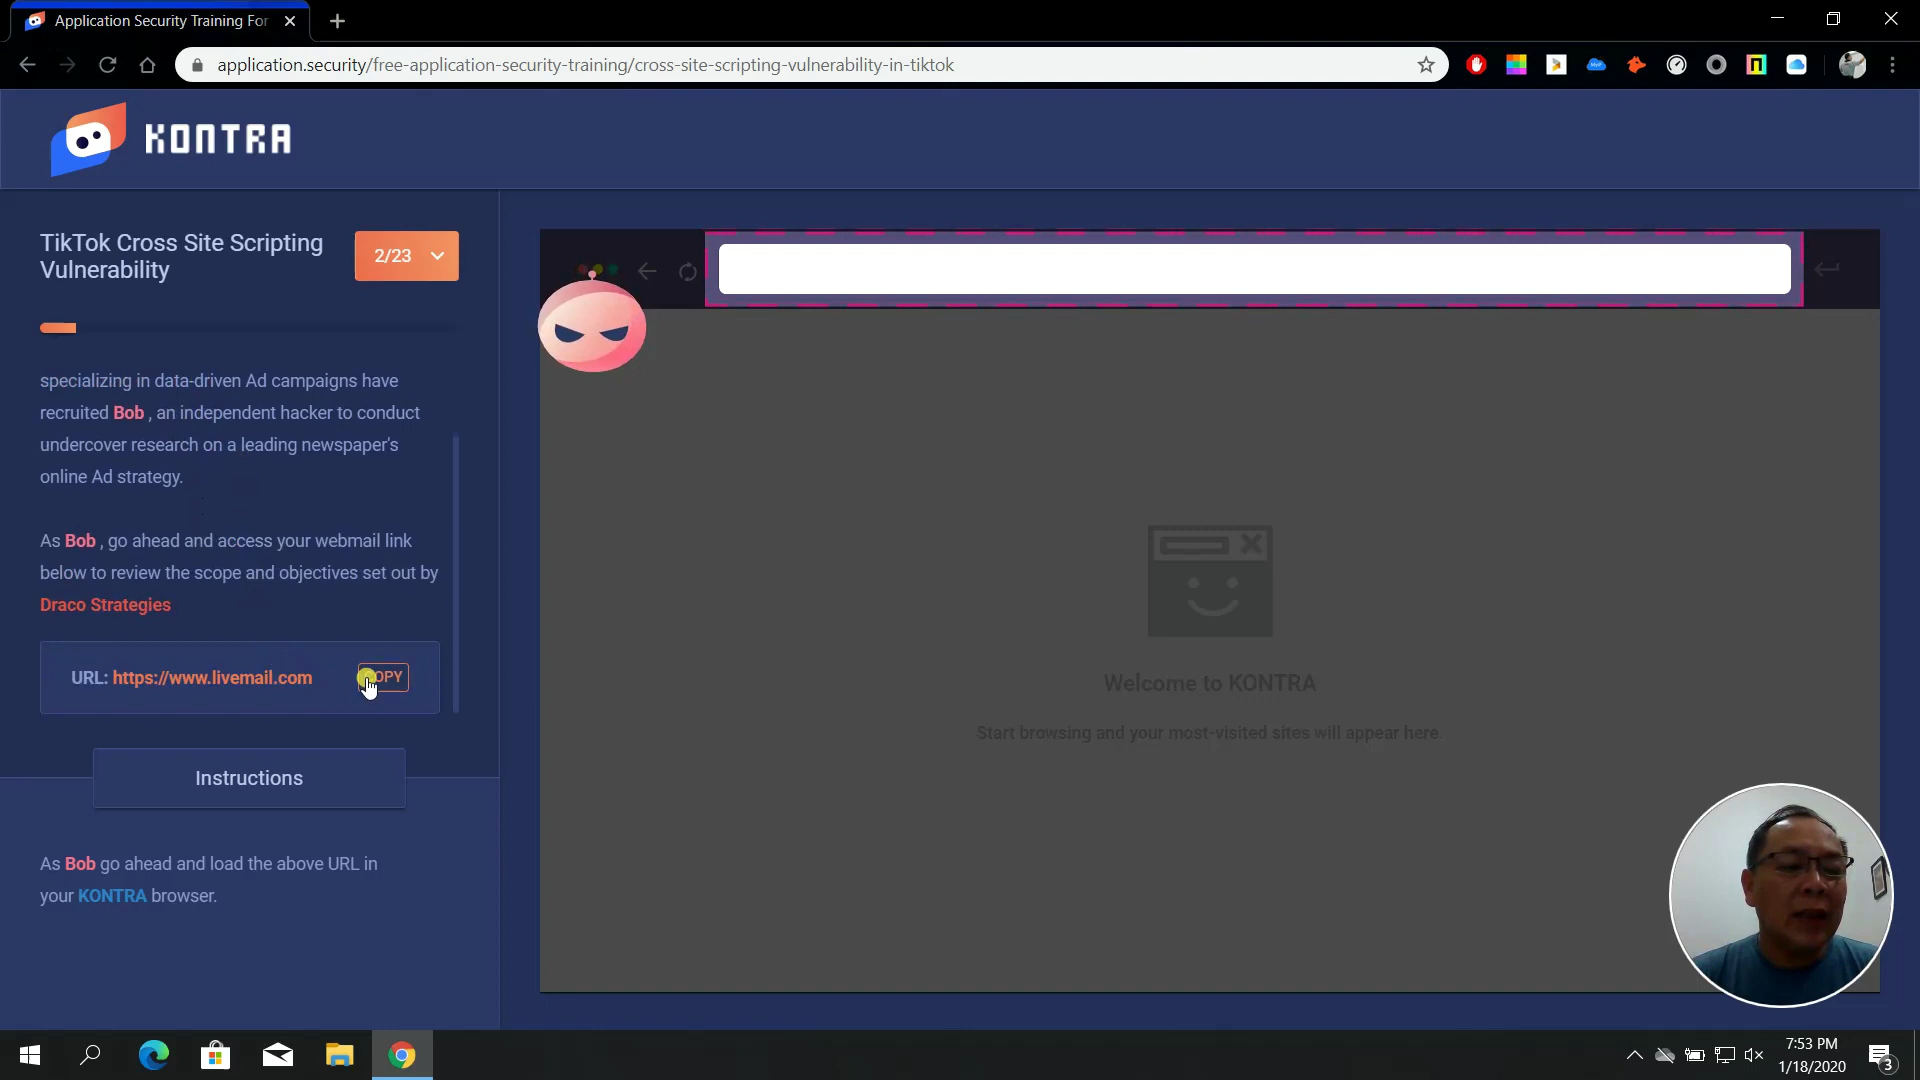 Application Security Training For
application.security/free-application-security-training/cross-site-scripting-vulnerability-in-tiktok
KONTRA
TikTok Cross Site Scripting
Vulnerability
2/23
specializing in data-driven Ad campaigns have
recruited Bob , an independent hacker to conduct
undercover research on a leading newspaper's
online Ad strategy.
As Bob , go ahead and access your webmail link
below to review the scope and objectives set out by
Draco Strategies
URL: https://www.livemail.com
OPY
Instructions
As Bob go ahead and load the above URL in
your KONTRA browser.
Welcome to KONTRA
Start browsing and your most-visited sites will appear here.
7:53 PM
1/18/2020
3